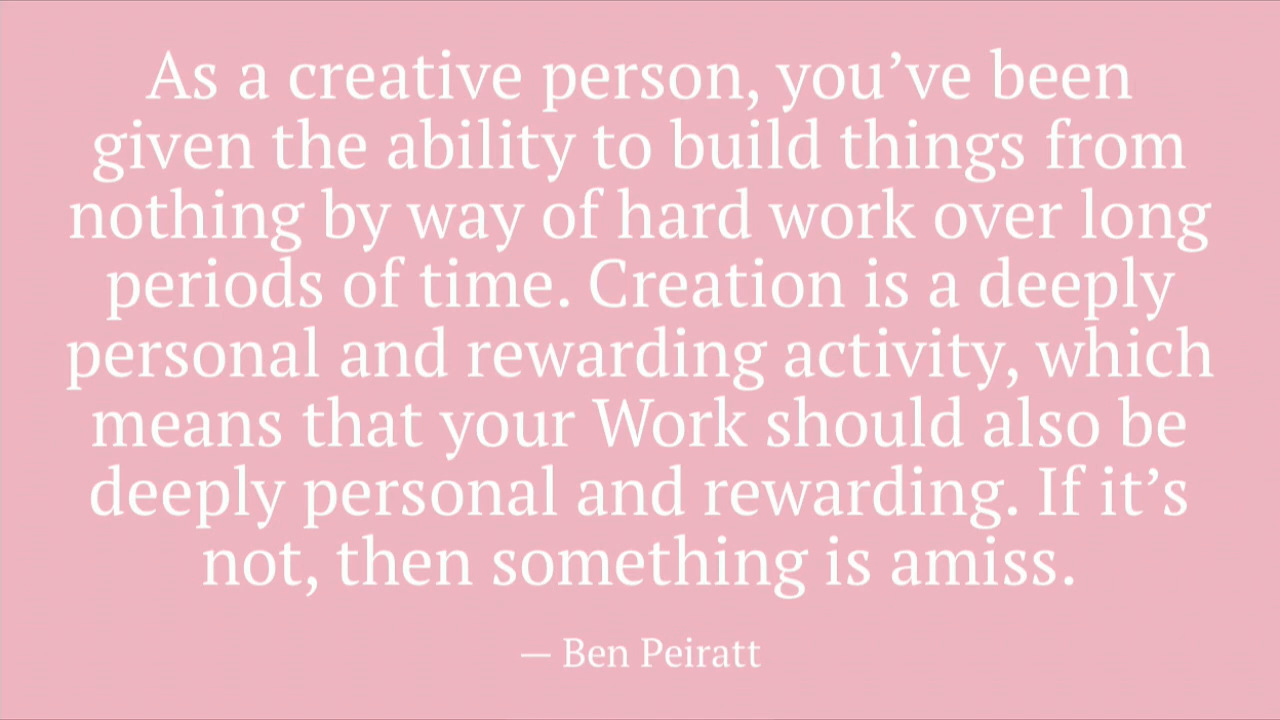 As a creative person, you’ve been
given the ability to build things from
nothing by way of hard work over long
periods of time. Creation is a deeply
personal and rewarding activity, which
means that your Work should also be
deeply personal and rewarding. If it’s
not, then something is amiss.
— Ben Peiratt